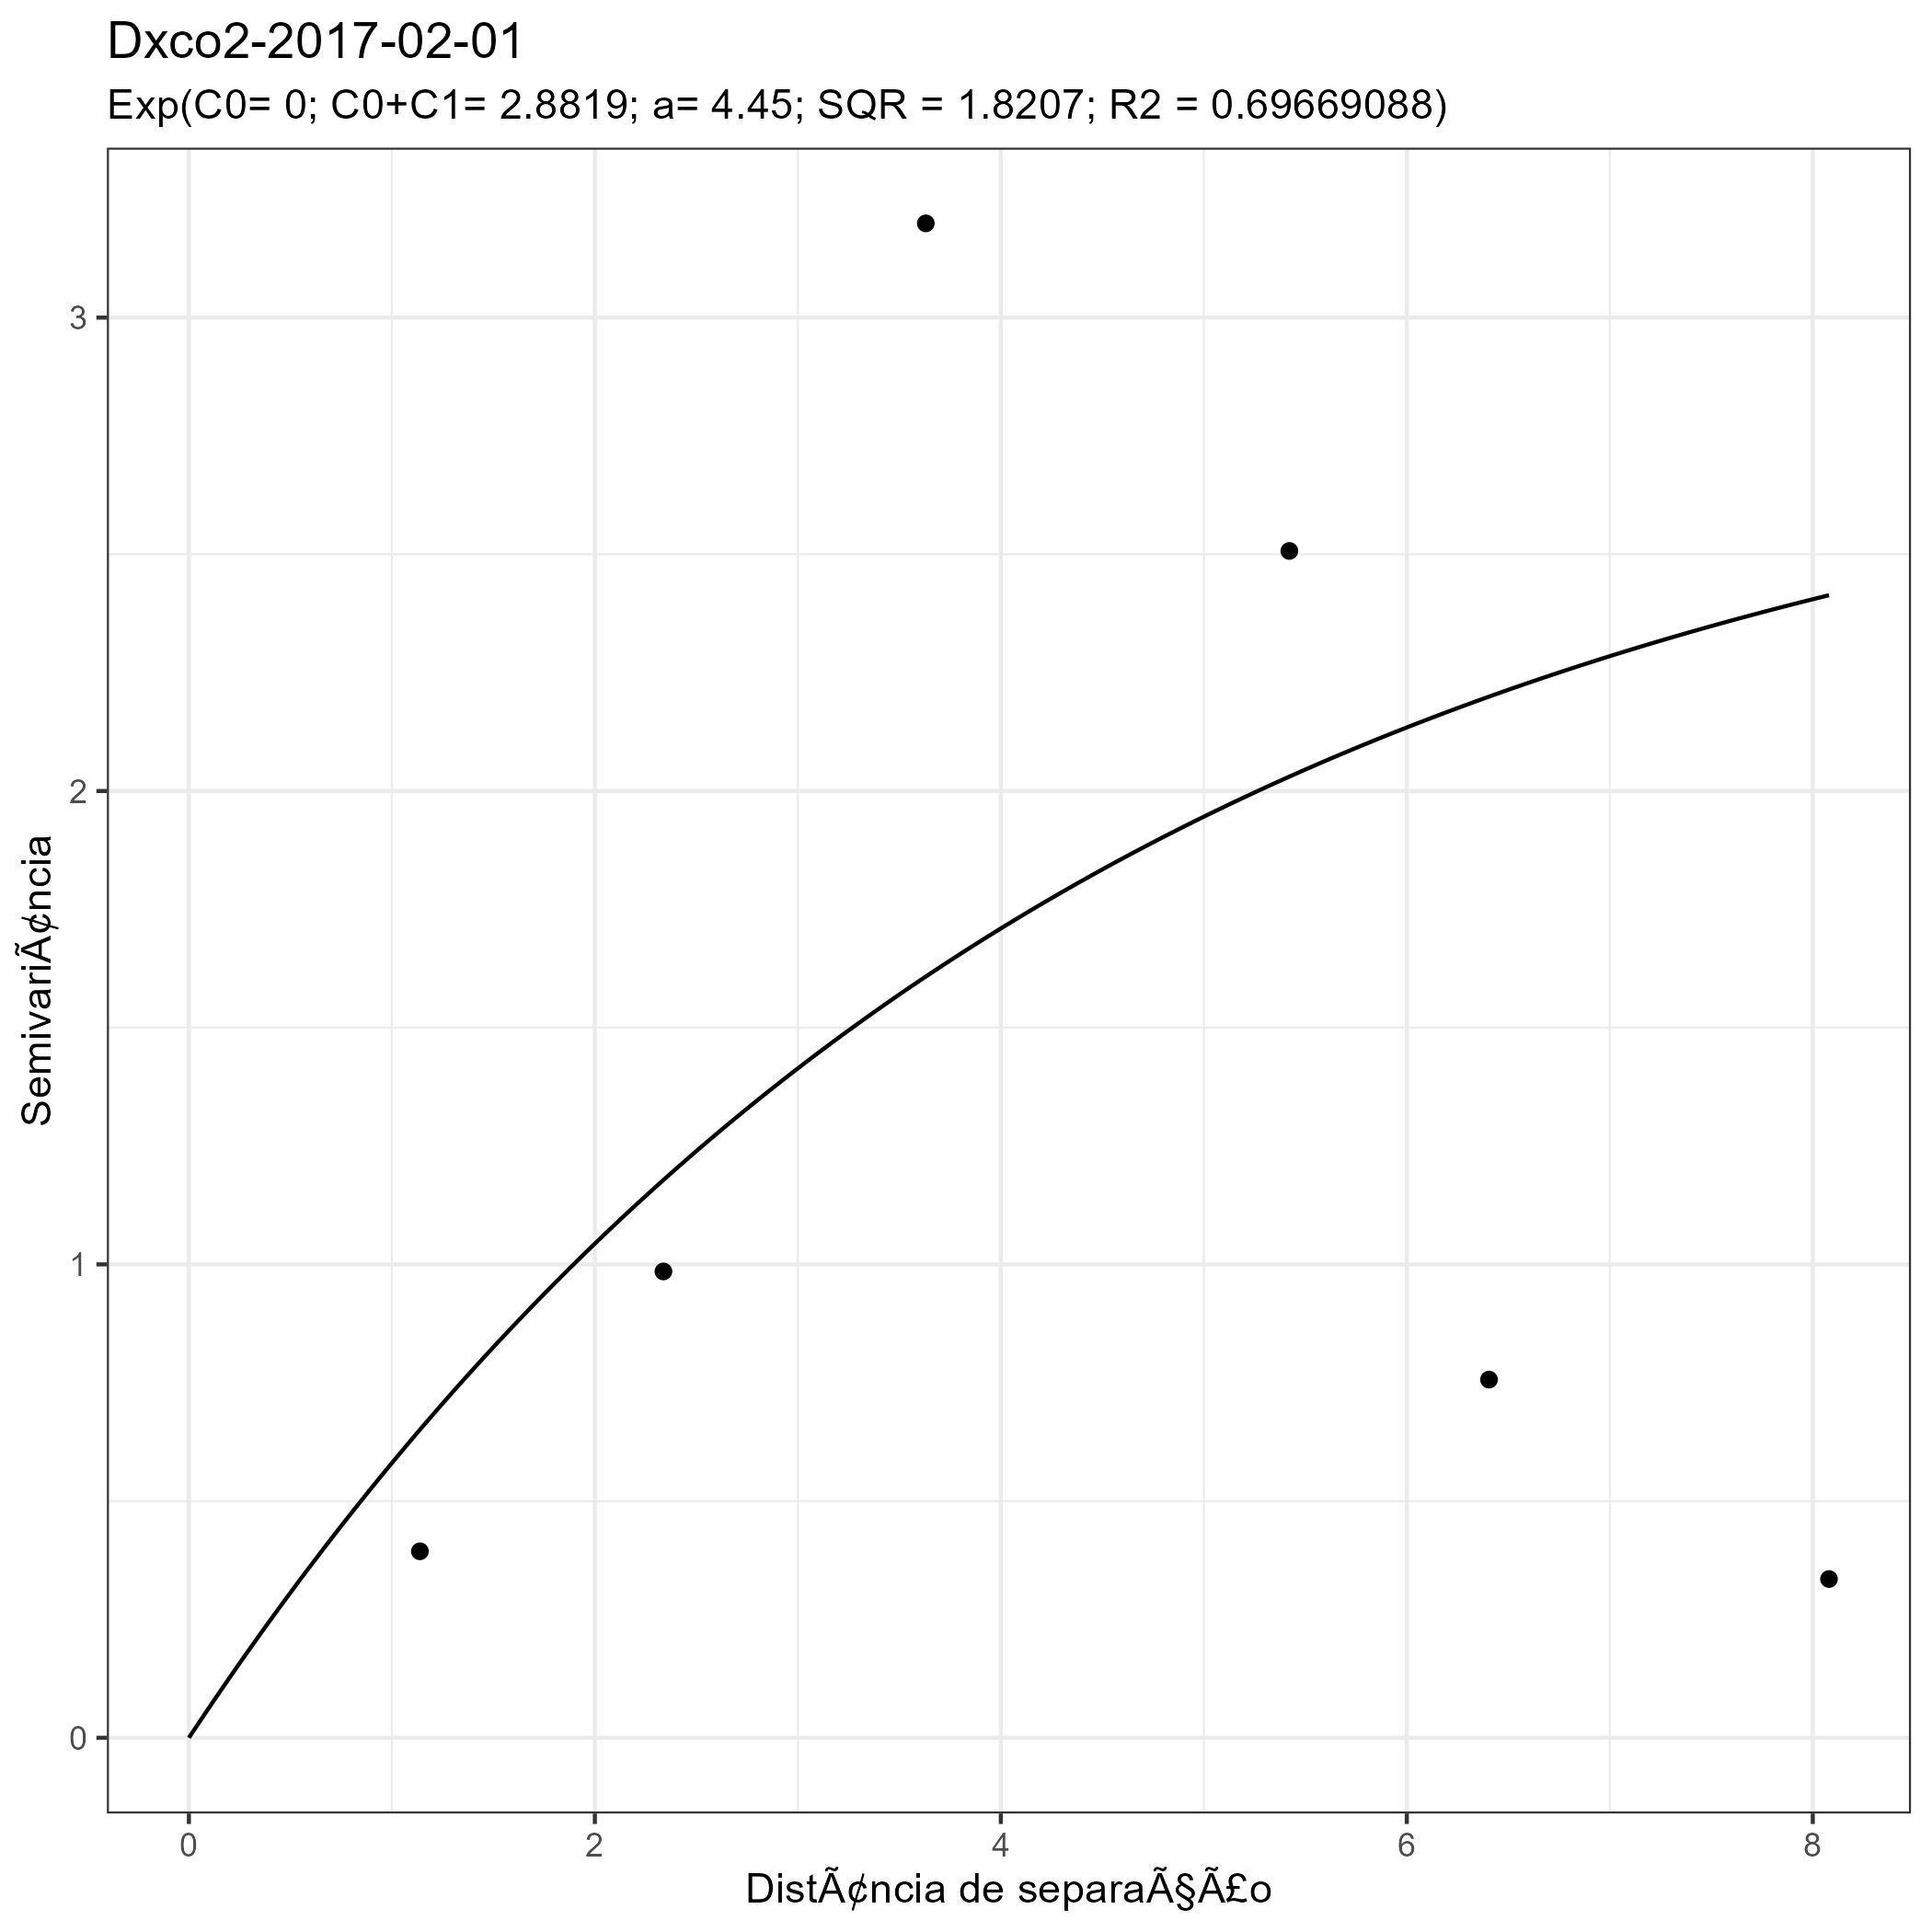 Dxco2-2017-02-01
Exp(C0= 0; C0+C1= 2.8819; a= 4.45; SQR = 1.8207; R2 = 0.69669088)
3
2
1
0
SemivariÃ¢ncia
0 2 4 6 8
DistÃ¢ncia de separaÃ§Ã£o